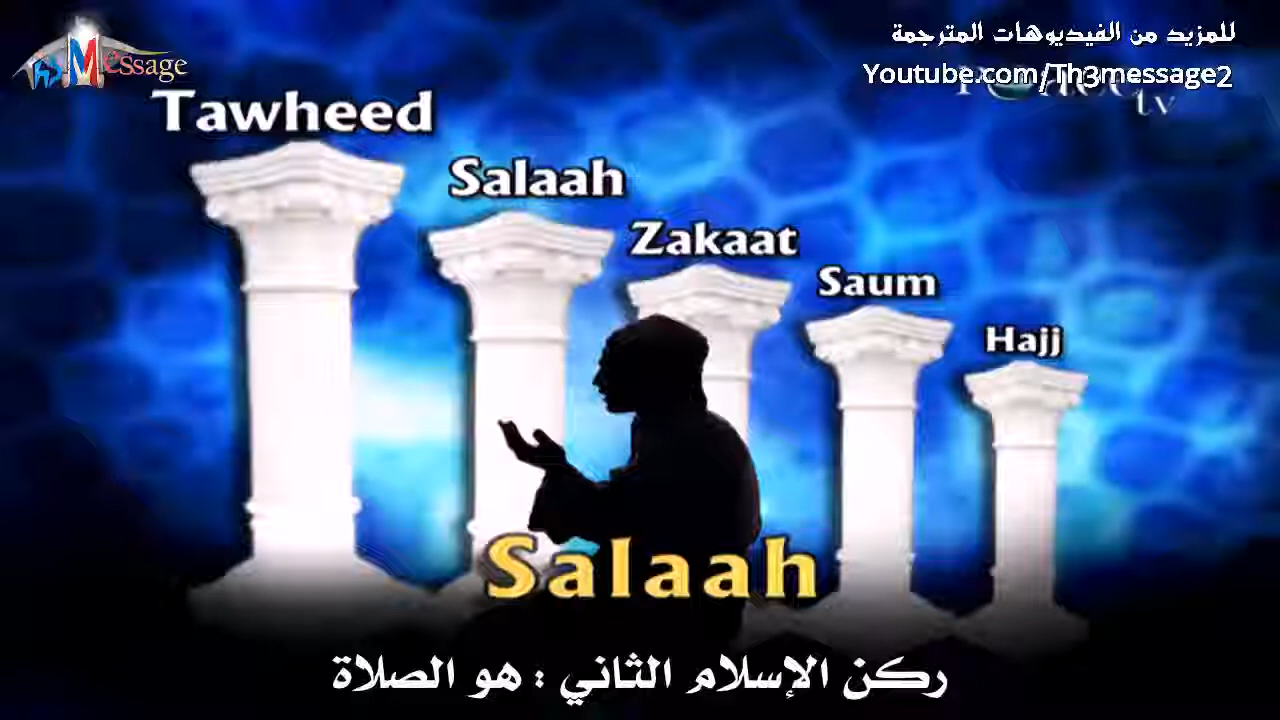 Message
للمزيد من الفيديوهات المترجمة
Youtube.com/Th3message2
tv
Tawheed
Salaah
Zakaat
Saum
Hajj
Salaah
ركن الإسلام الثاني : هو الصلاة